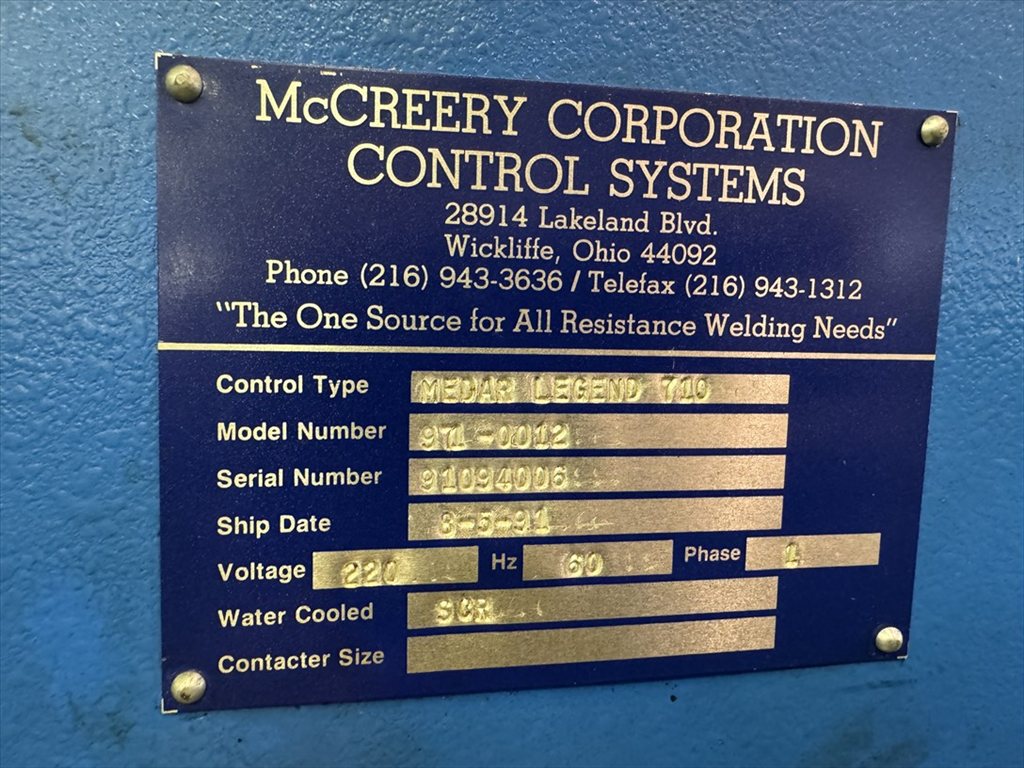 McCREERY CORPORATION
CONTROL SYSTEMS
28914 Lakeland Blvd.
Wickliffe, Ohio 44092
Phone (216) 943-3636 / Telefax (216) 943-1312
"The One Source for All Resistance Welding Needs"
Control Type MEDAR LEGEND 710
Model Number 971-0012
Serial Number 91094006
Ship Date 8-5-91
Voltage 220 Hz 60 Phase 1
Water Cooled SCR
Contacter Size